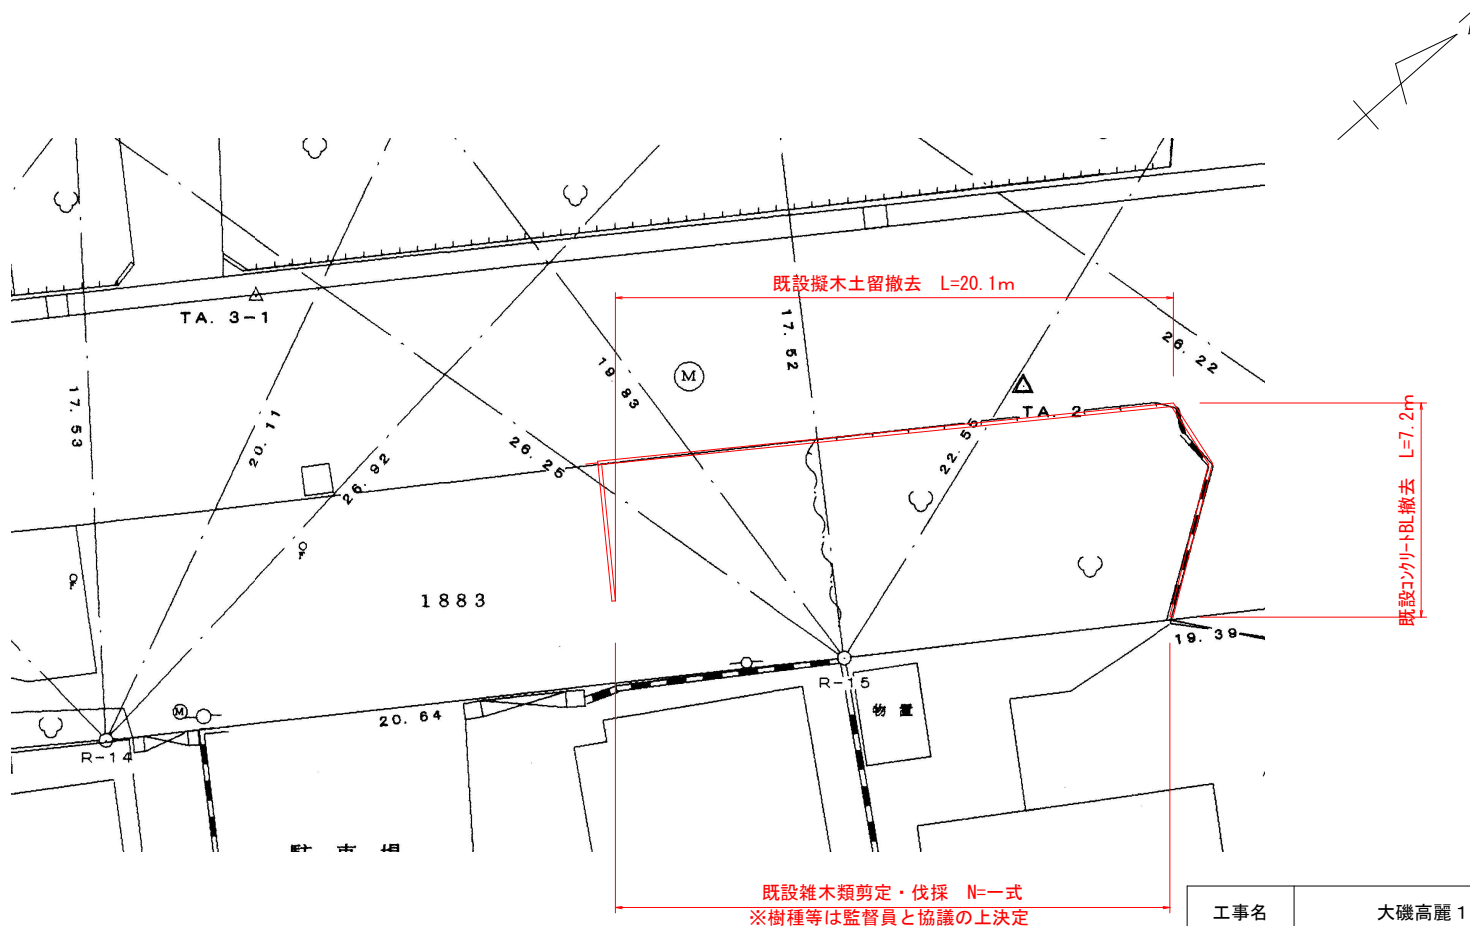 既設擬木土留撤去 L=20.1m
TA. 3-1
17. 53
20. 11
26. 92
26. 25
19. 83
17. 52
22. 55
26. 22
M
TA. 2
既設コンクリートBL撤去 L=7.2m
1883
19. 39
R-15
物置
M
20. 64
R-14
駐車場
既設雑木類剪定・伐採 N=一式
※樹種等は監督員と協議の上決定
工事名 大磯高麗1